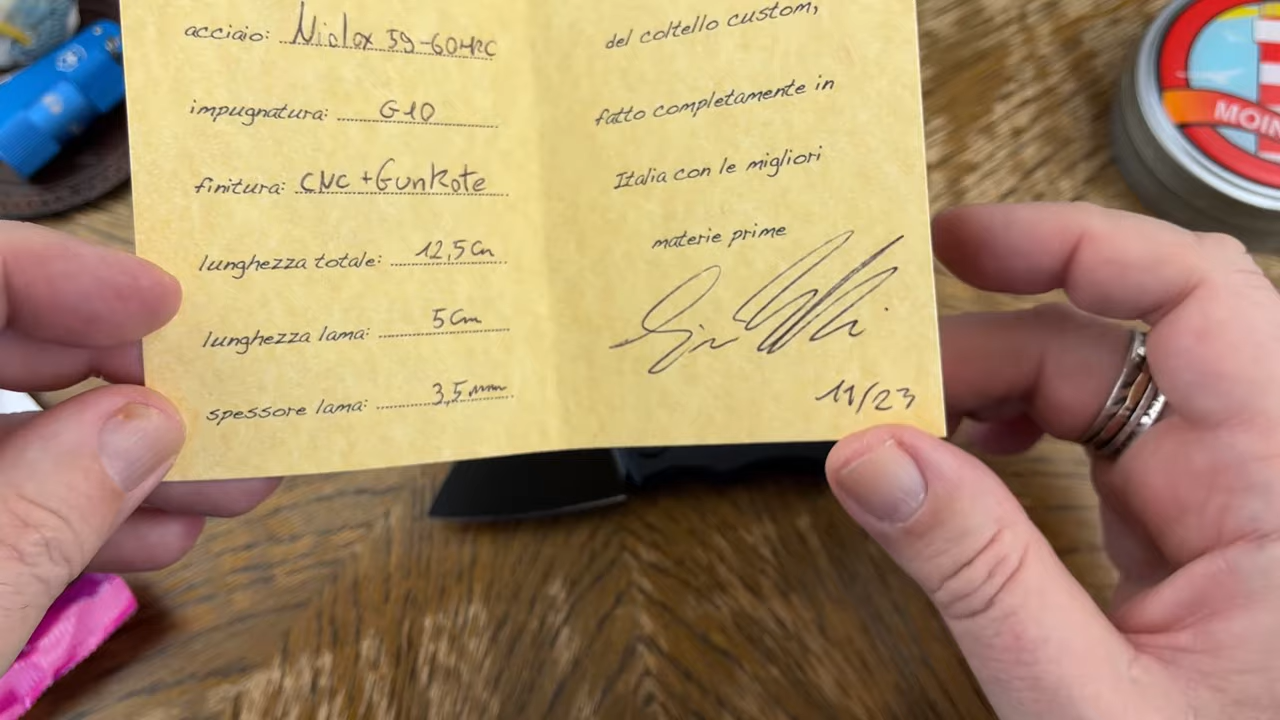 acciaio: Niolox 59-60HRC
impugnatura: G10
finitura: CNC + GunKote
lunghezza totale: 12,5 Cm
lunghezza lama: 5 Cm
spessore lama: 3,5 mm
del coltello custom,
fatto completamente in
Italia con le migliori
materie prime
11/23